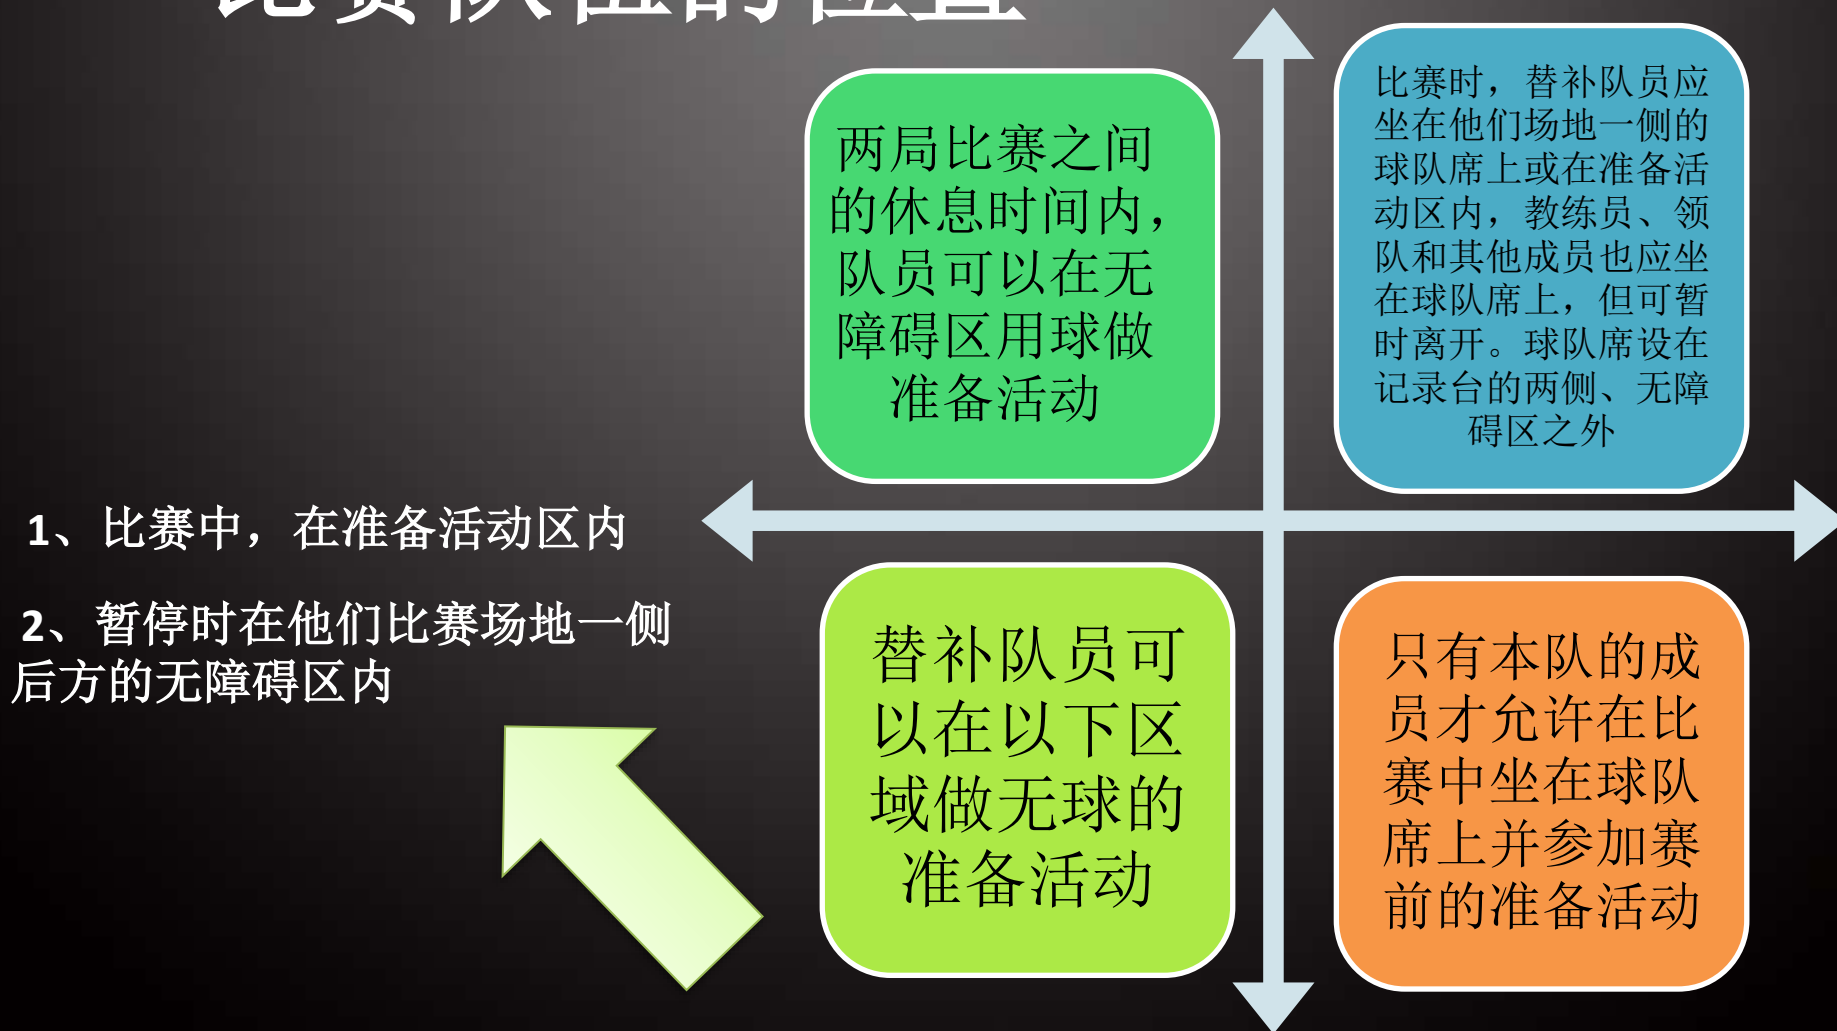 比赛队伍的位置
两局比赛之间
的休息时间内，
队员可以在无
障碍区用球做
准备活动
比赛时，替补队员应
坐在他们场地一侧的
球队席上或在准备活
动区内，教练员、领
队和其他成员也应坐
在球队席上，但可暂
时离开。球队席设在
记录台的两侧、无障
碍区之外
1、比赛中，在准备活动区内
2、暂停时在他们比赛场地一侧
后方的无障碍区内
替补队员可
以在以下区
域做无球的
准备活动
只有本队的成
员才允许在比
赛中坐在球队
席上并参加赛
前的准备活动